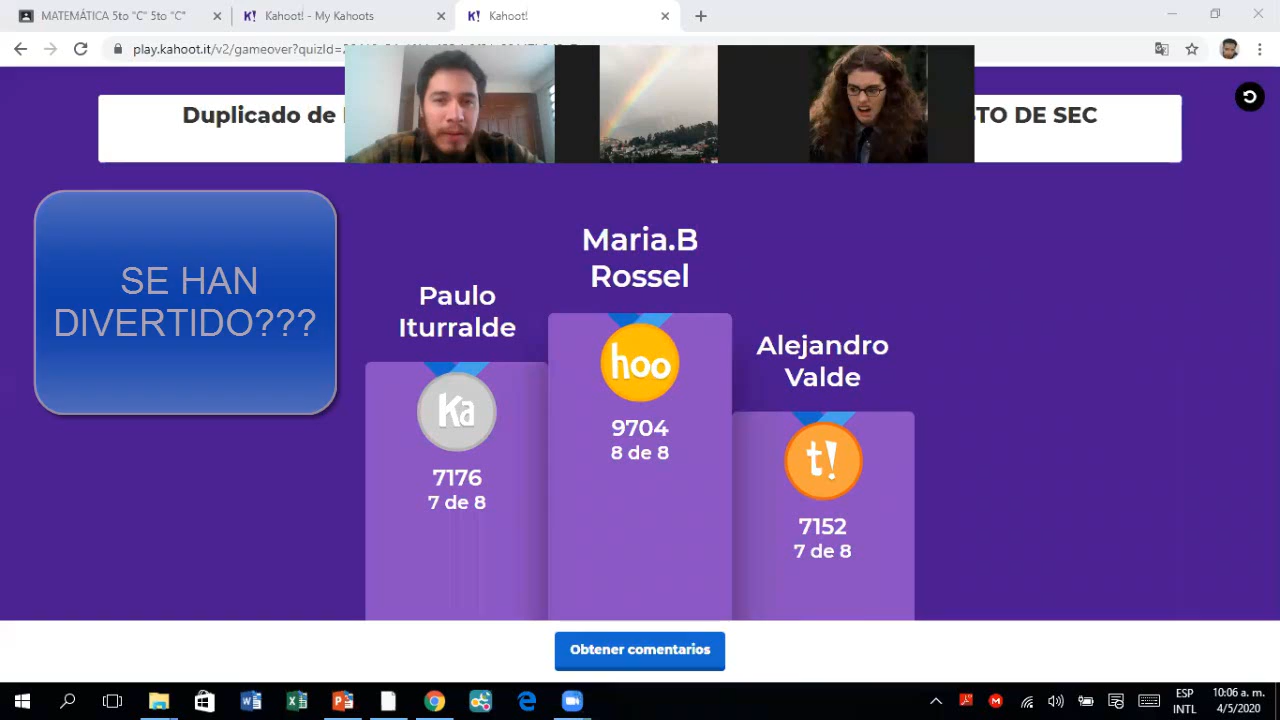 MATEMÁTICA 5to "C" 5to "C"
Kahoot! - My Kahoots
Kahoot!
play.kahoot.it/v2/gameover?quizId=
Duplicado de
STO DE SEC
SE HAN
DIVERTIDO???
Maria.B
Rossel
Paulo
Iturralde
Alejandro
Valde
hoo
9704
8 de 8
Ka
7176
7 de 8
t!
7152
7 de 8
Obtener comentarios
ESP
INTL
10:06 a. m.
4/5/2020